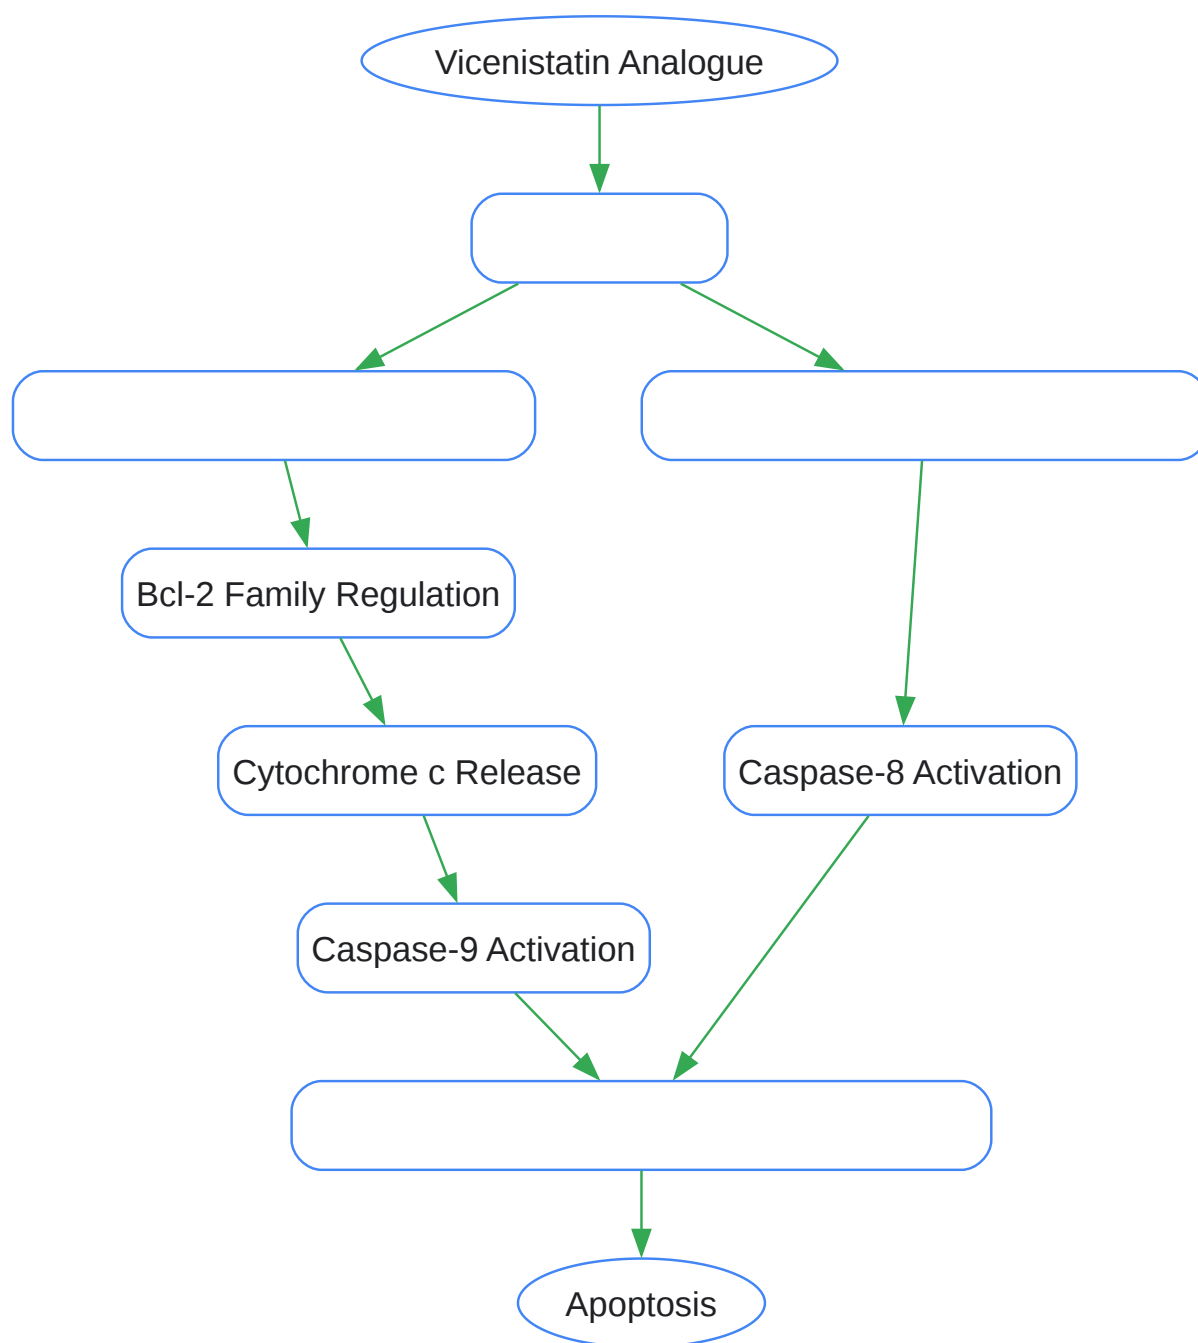 Vicenistatin Analogue
Bcl-2 Family Regulation
Cytochrome c Release
Caspase-8 Activation
Caspase-9 Activation
Apoptosis